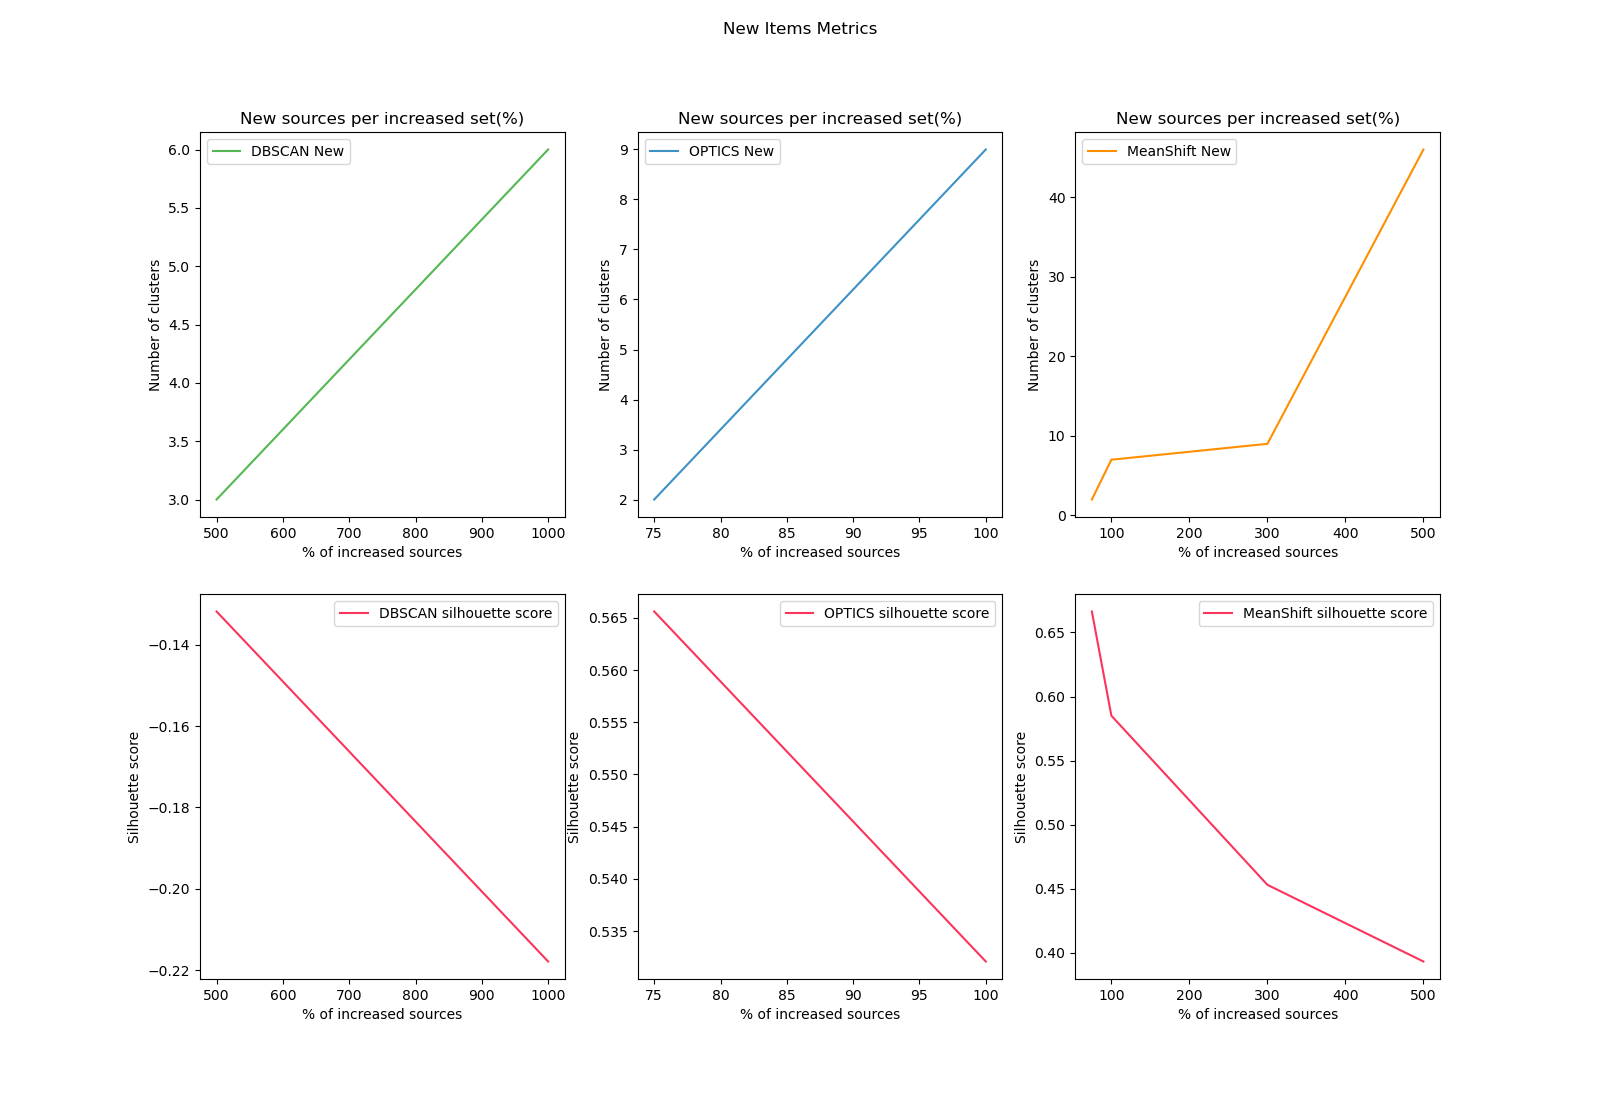 New Items Metrics
New sources per increased set(%)
DBSCAN New
Number of clusters
6.0
5.5
5.0
4.5
4.0
3.5
3.0
500 600 700 800 900 1000
% of increased sources
New sources per increased set(%)
OPTICS New
Number of clusters
9
8
7
6
5
4
3
2
75 80 85 90 95 100
% of increased sources
New sources per increased set(%)
MeanShift New
Number of clusters
40
30
20
10
0
100 200 300 400 500
% of increased sources
DBSCAN silhouette score
Silhouette score
−0.14
−0.16
−0.18
−0.20
−0.22
500 600 700 800 900 1000
% of increased sources
OPTICS silhouette score
Silhouette score
0.565
0.560
0.555
0.550
0.545
0.540
0.535
75 80 85 90 95 100
% of increased sources
MeanShift silhouette score
Silhouette score
0.65
0.60
0.55
0.50
0.45
0.40
100 200 300 400 500
% of increased sources